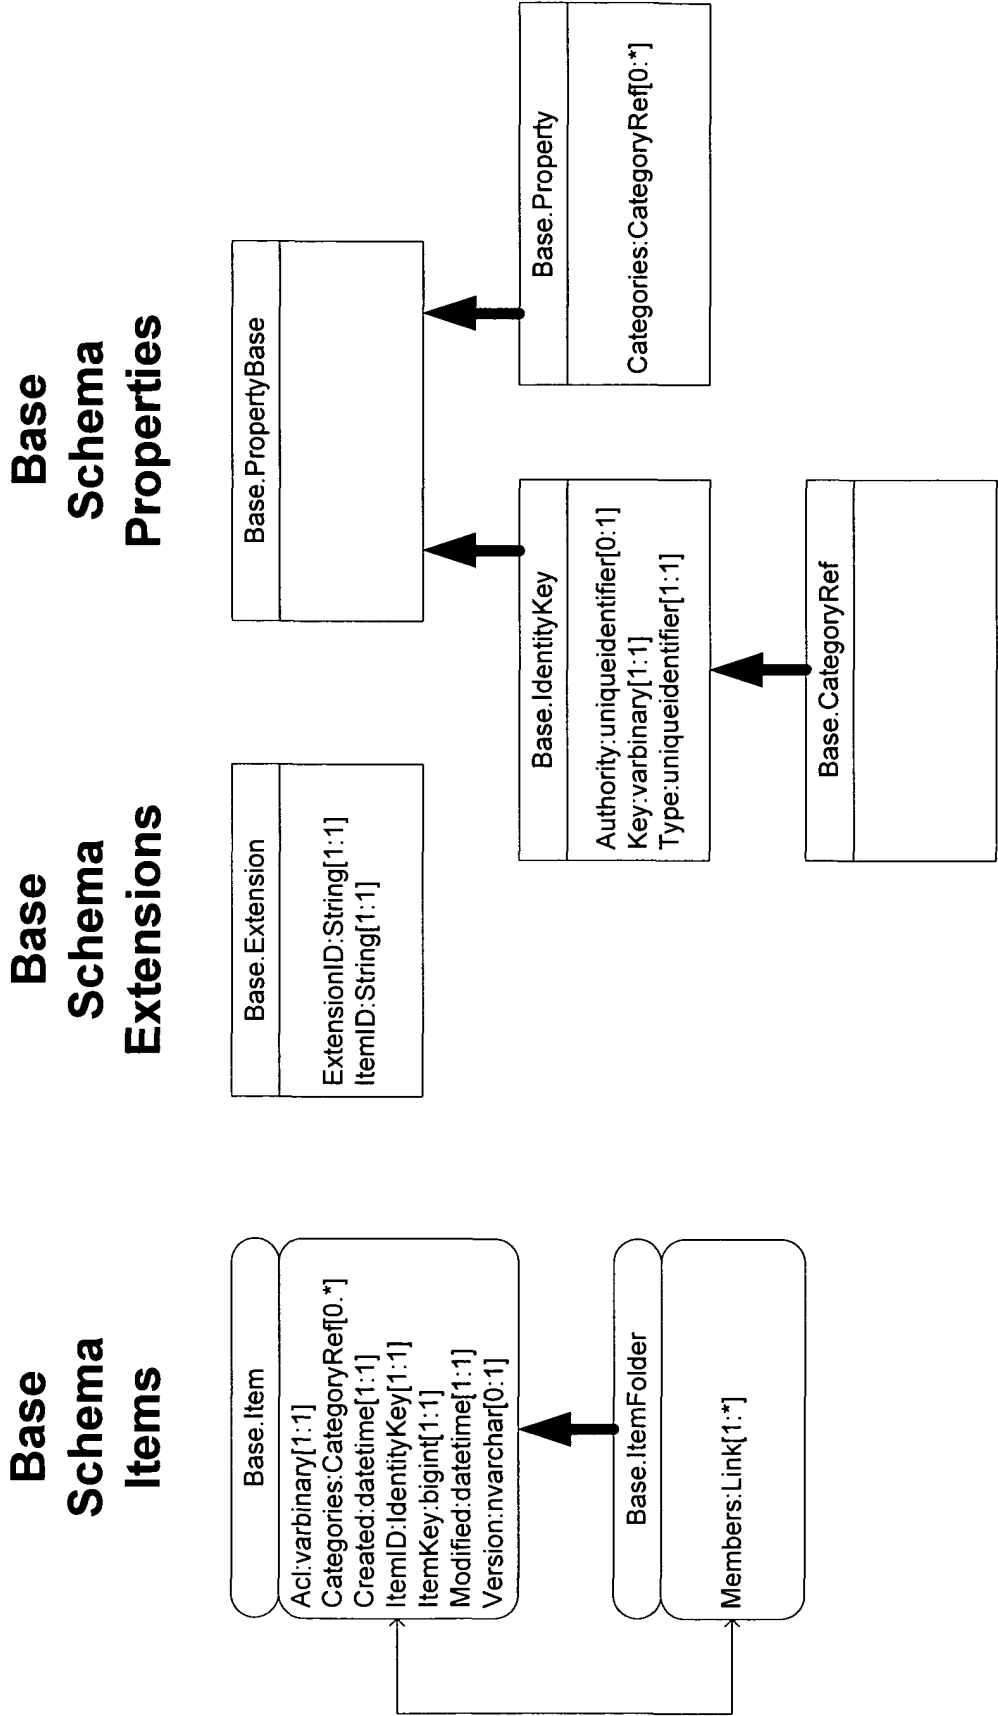 Base
Schema
Items
Base.Item
Acl:varbinary[1:1]
Categories:CategoryRef[0.*]
Created:datetime[1:1]
ItemID:IdentityKey[1:1]
ItemKey:bigint[1:1]
Modified:datetime[1:1]
Version:nvarchar[0:1]
Base.ItemFolder
Members:Link[1:*]
Base
Schema
Extensions
Base.Extension
ExtensionID:String[1:1]
ItemID:String[1:1]
Base
Schema
Properties
Base.PropertyBase
Base.IdentityKey
Authority:uniqueidentifier[0:1]
Key:varbinary[1:1]
Type:uniqueidentifier[1:1]
Base.CategoryRef
Base.Property
Categories:CategoryRef[0:*]